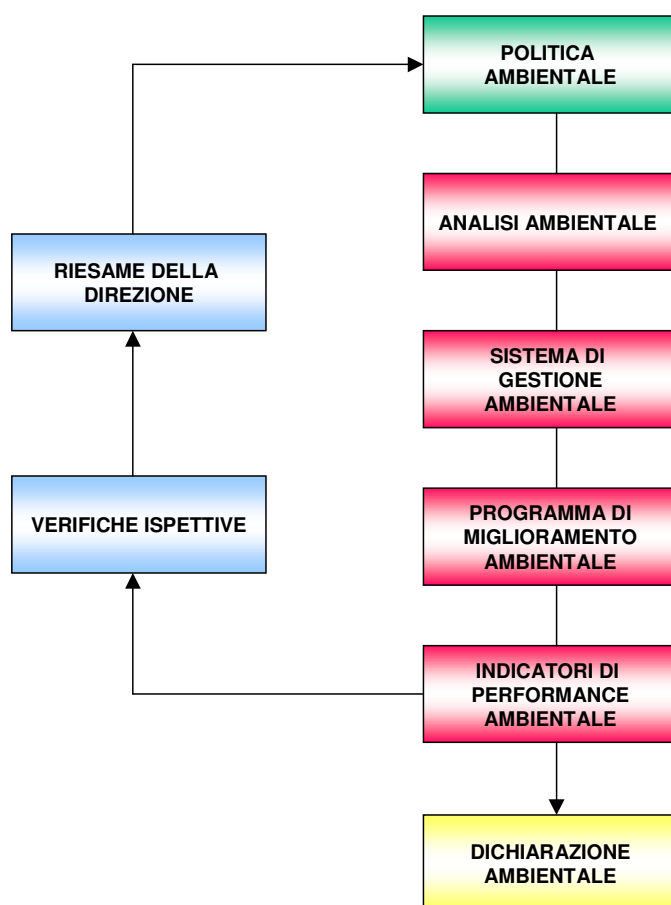 POLITICA
AMBIENTALE
ANALISI AMBIENTALE
RIESAME DELLA
DIREZIONE
SISTEMA DI
GESTIONE
AMBIENTALE
VERIFICHE ISPETTIVE
PROGRAMMA DI
MIGLIORAMENTO
AMBIENTALE
INDICATORI DI
PERFORMANCE
AMBIENTALE
DICHIARAZIONE
AMBIENTALE